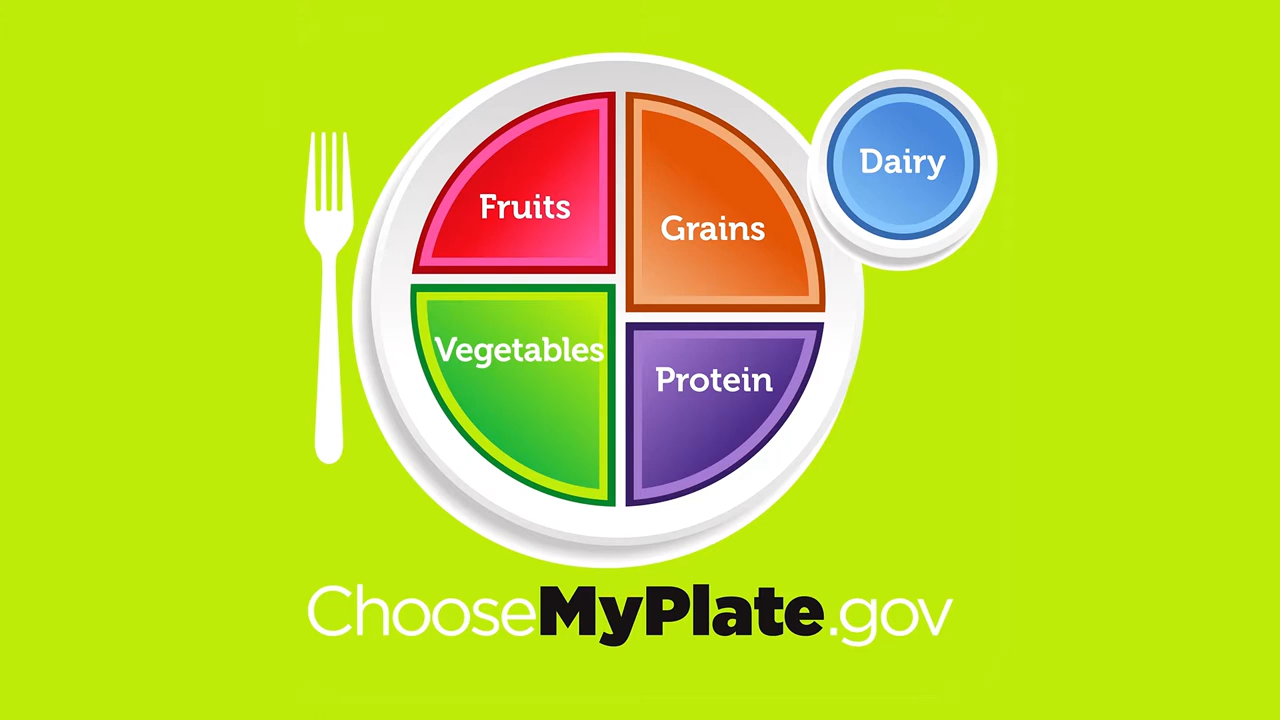 Fruits
Grains
Dairy
Vegetables
Protein
ChooseMyPlate.gov